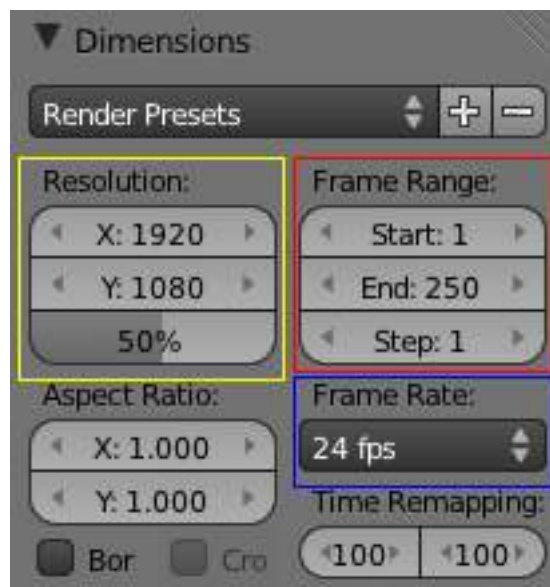 Dimensions
Render Presets
Resolution:
X: 1920
Y: 1080
50%
Frame Range:
Start: 1
End: 250
Step: 1
Aspect Ratio:
X: 1.000
Y: 1.000
Bor
Cro
Frame Rate:
24 fps
Time Remapping:
100
100